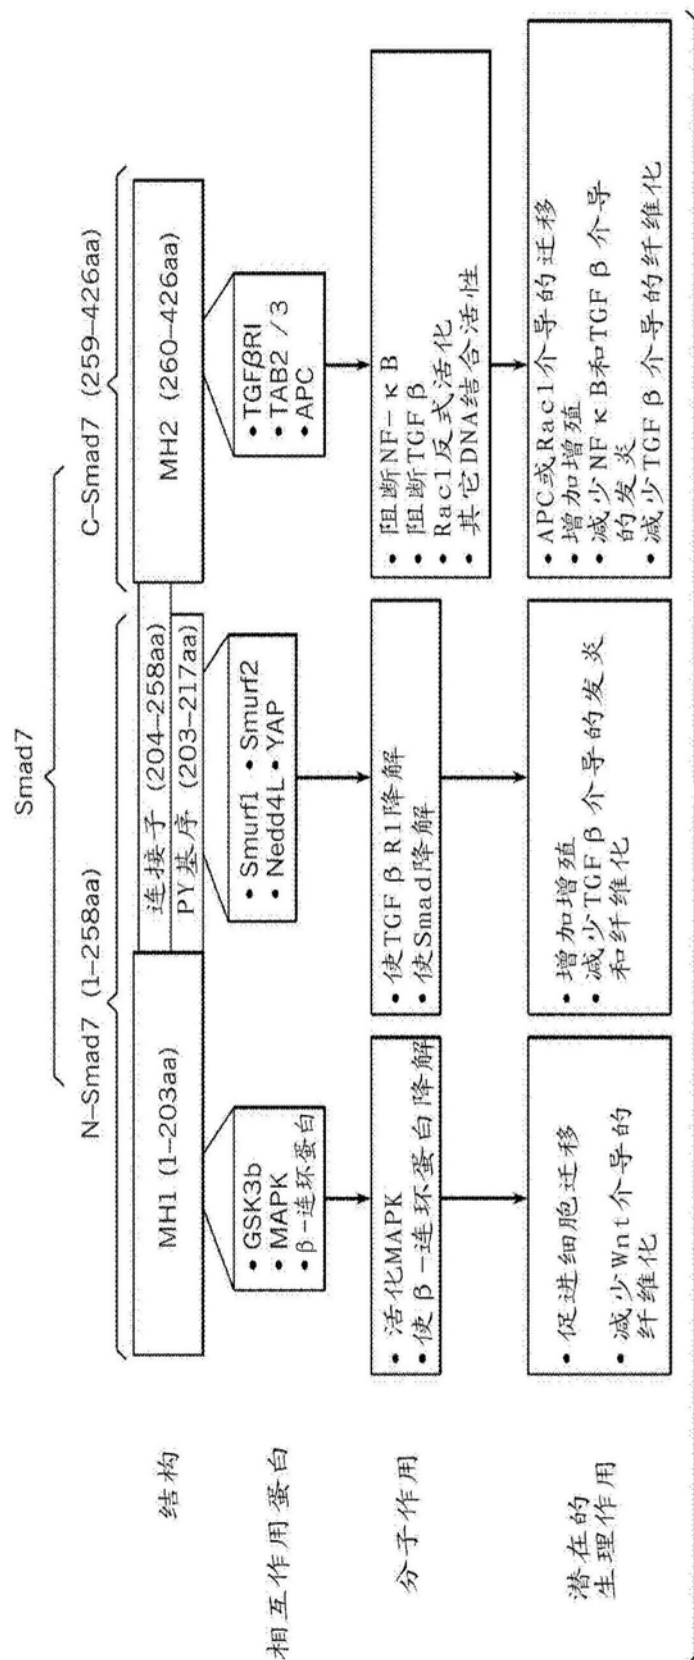 Smad7
N-Smad7 (1-258aa)
C-Smad7 (259-426aa)
结构
MH1 (1-203aa)
连接子 (204-258aa)
PY基序 (203-217aa)
MH2 (260-426aa)
相互作用蛋白
• GSK3b
• MAPK
• β-连环蛋白
• Smurf1 • Smurf2
• Nedd4L • YAP
• TGFβRI
• TAB2 /3
• APC
分子作用
• 活化MAPK
• 使β-连环蛋白降解
• 使TGFβR1降解
• 使Smad降解
• 阻断NF-κB
• 阻断TGFβ
• Rac1反式活化
• 其它DNA结合活性
潜在的
生理作用
• 促进细胞迁移
• 减少Wnt介导的
纤维化
• 增加增殖
• 减少TGFβ介导的发炎
和纤维化
• APC或Rac1介导的迁移
• 增加增殖
• 减少NFκB和TGFβ介导
的发炎
• 减少TGFβ介导的纤维化